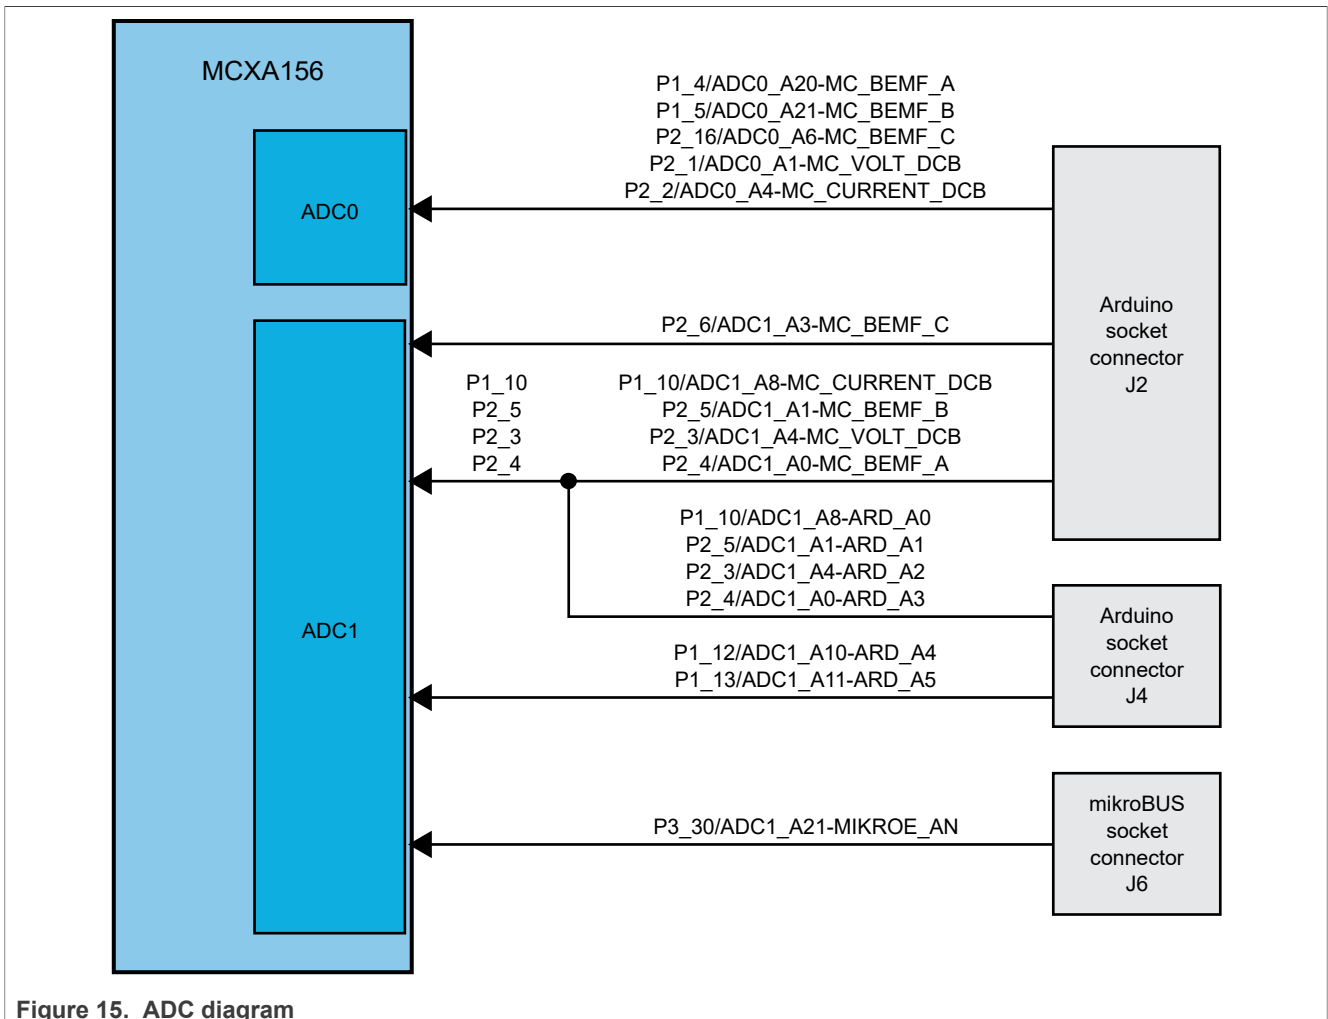 MCXA156
P1_4/ADC0_A20-MC_BEMF_A
P1_5/ADC0_A21-MC_BEMF_B
P2_16/ADC0_A6-MC_BEMF_C
P2_1/ADC0_A1-MC_VOLT_DCB
P2_2/ADC0_A4-MC_CURRENT_DCB
ADC0
P2_6/ADC1_A3-MC_BEMF_C
Arduino
socket
connector
J2
P1_10
P2_5
P2_3
P2_4
P1_10/ADC1_A8-MC_CURRENT_DCB
P2_5/ADC1_A1-MC_BEMF_B
P2_3/ADC1_A4-MC_VOLT_DCB
P2_4/ADC1_A0-MC_BEMF_A
P1_10/ADC1_A8-ARD_A0
P2_5/ADC1_A1-ARD_A1
P2_3/ADC1_A4-ARD_A2
P2_4/ADC1_A0-ARD_A3
ADC1
P1_12/ADC1_A10-ARD_A4
P1_13/ADC1_A11-ARD_A5
Arduino
socket
connector
J4
P3_30/ADC1_A21-MIKROE_AN
mikroBUS
socket
connector
J6
Figure 15. ADC diagram